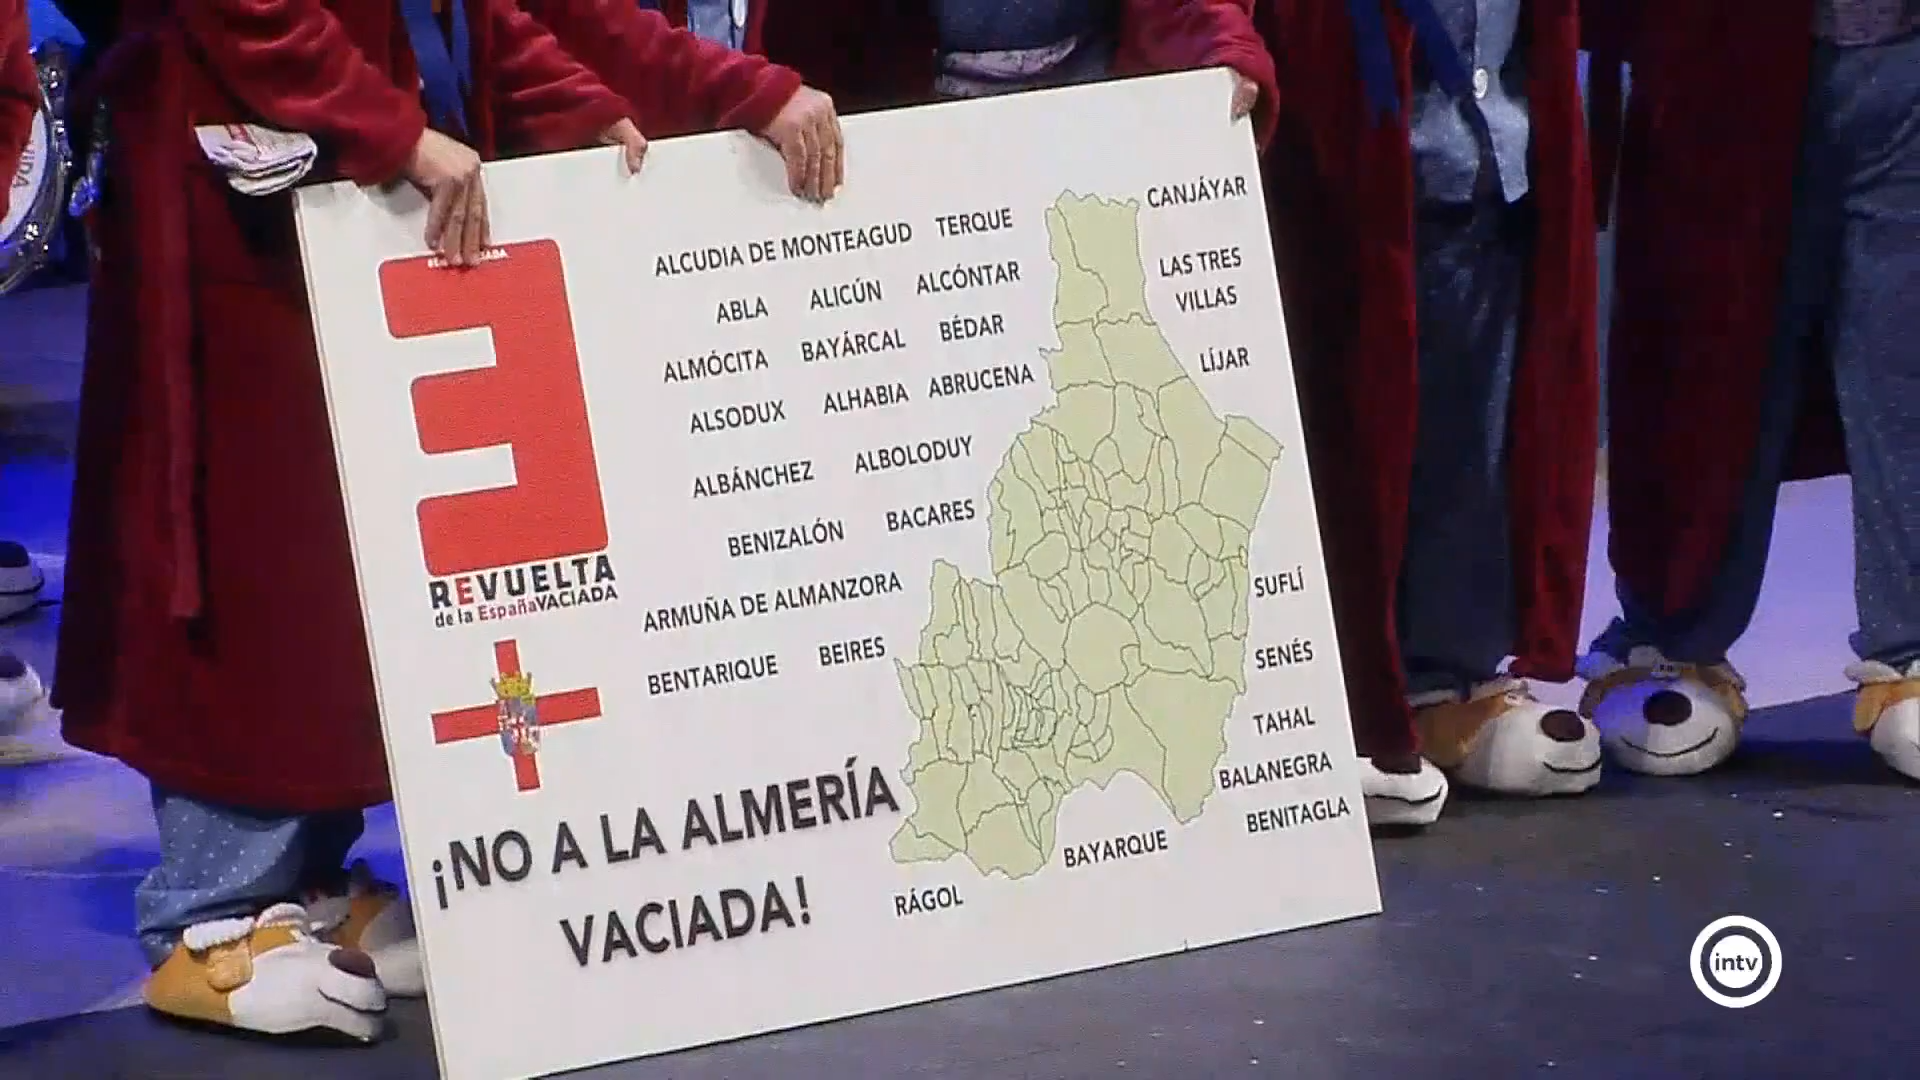 REVUELTA
de la EspañaVACIADA
ALCUDIA DE MONTEAGUD TERQUE
ABLA ALICÚN ALCÓNTAR
ALMÓCITA BAYÁRCAL BÉDAR
ALSODUX ALHABIA ABRUCENA
ALBÁNCHEZ ALBOLODUY
BENIZALÓN BACARES
ARMUÑA DE ALMANZORA
BENTARIQUE BEIRES
CANJÁYAR
LAS TRES
VILLAS
LÍJAR
SUFLÍ
SENÉS
TAHAL
BALANEGRA
BENITAGLA
BAYARQUE
RÁGOL
¡NO A LA ALMERÍA
VACIADA!
intv